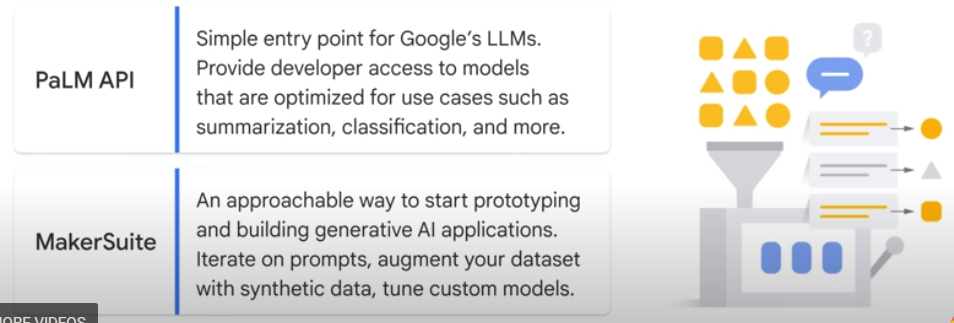 PaLM API
Simple entry point for Google's LLMs.
Provide developer access to models
that are optimized for use cases such as
summarization, classification, and more.
MakerSuite
An approachable way to start prototyping
and building generative AI applications.
Iterate on prompts, augment your dataset
with synthetic data, tune custom models.
?
MORE VIDEOS